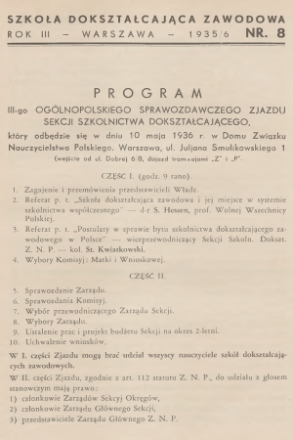 SZKOŁA DOKSZTAŁCAJĄCA ZAWODOWA
ROK III — WARSZAWA — 1935/6 NR. 8
PROGRAM
III-go OGÓLNOPOLSKIEGO SPRAWOZDAWCZEGO ZJAZDU
SEKCJI SZKOLNICTWA DOKSZTAŁCAJĄCEGO,
który odbędzie się w dniu 10 maja 1936 r. w Domu Związku
Nauczycielstwa Polskiego. Warszawa, ul. Juljana Smulikowskiego 1
(wejście od ul. Dobrej 6 B, dojazd tramwajami „Z" i „P".
CZĘŚĆ I. (godz. 9 rano).
1. Zagajenie i przemówienia przedstawicieli Władz.
2. Referat p. t. „Szkoła dokształcająca zawodowa i jej miejsce w systemie
szkolnictwa współczesnego" — d-r S. Hessen, prof. Wolnej Wszechnicy
Polskiej.
3. Referat p. t. „Postulaty w sprawie bytu szkolnictwa dokształcającego za-
wodowego w Polsce" — wiceprzewodniczący Sekcji Szkoln. Dokszt.
Z. N. P. — kol. St. Kwiatkowski.
4. Wybory Komisyj: Matki i Wnioskowej.
CZĘŚĆ II.
5. Sprawozdanie Zarządu.
6. Sprawozdania Komisyj.
7. Wybór przewodniczącego Zarządu Sekcji.
8. Wybory Zarządu.
9. Ustalenie prac i projekt budżetu Sekcji na okres 2-letni.
10. Uchwalenie wniosków.
W I. części Zjazdu mogą brać udział wszyscy nauczyciele szkół dokształcają-
cych zawodowych.
W II. części Zjazdu, zgodnie z art. 112 statutu Z. N. P., do udziału z głosem
stanowczym mają prawo:
1) członkowie Zarządów Sekcyj Okręgów,
2) członkowie Zarządu Głównego Sekcji,
3) przedstawiciele Zarządu Głównego Z. N. P.